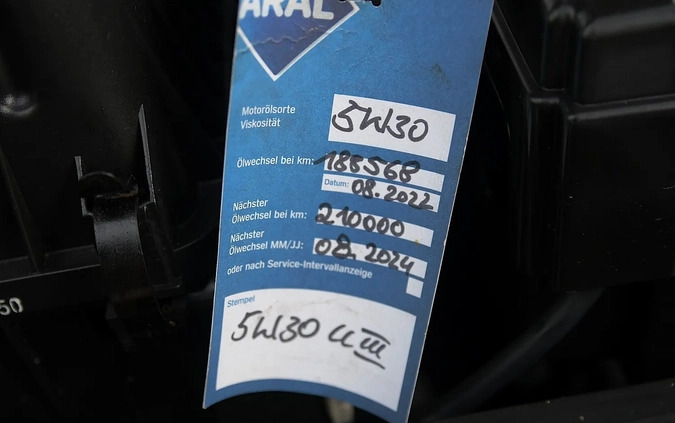 ARAL
Motorölsorte
Viskosität
5W30
Ölwechsel bei km: 188568
Datum: 08.2022
Nächster
Ölwechsel bei km: 210000
Nächster
Ölwechsel MM/JJ: 08.2024
oder nach Service-Intervallanzeige
Stempel
5W30 LL III
50